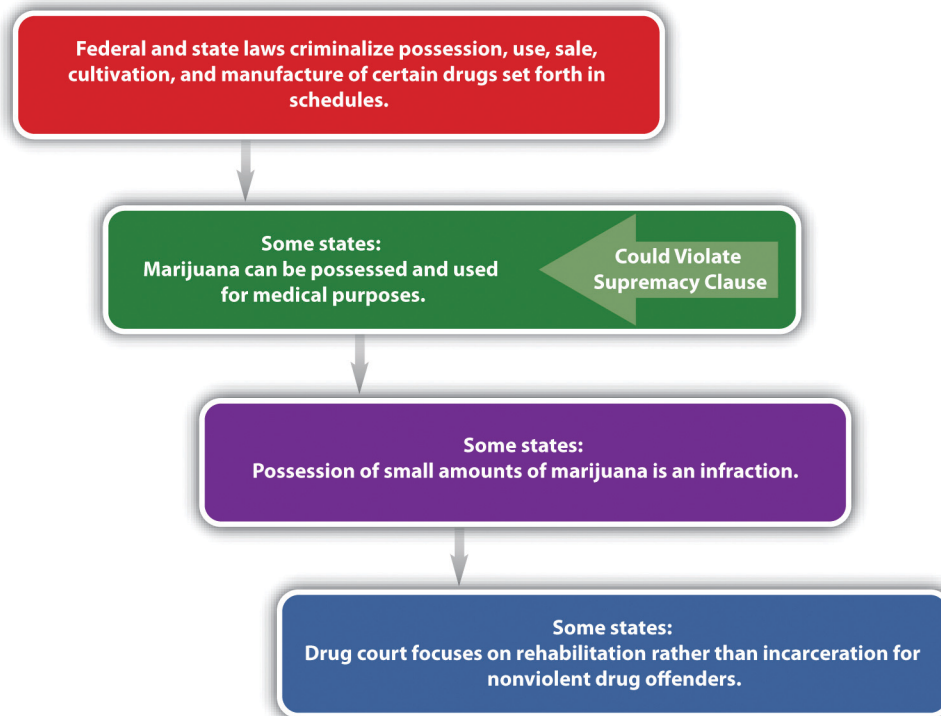 Federal and state laws criminalize possession, use, sale,
cultivation, and manufacture of certain drugs set forth in
schedules.
Some states:
Marijuana can be possessed and used
for medical purposes.
Could Violate
Supremacy Clause
Some states:
Possession of small amounts of marijuana is an infraction.
Some states:
Drug court focuses on rehabilitation rather than incarceration for
nonviolent drug offenders.